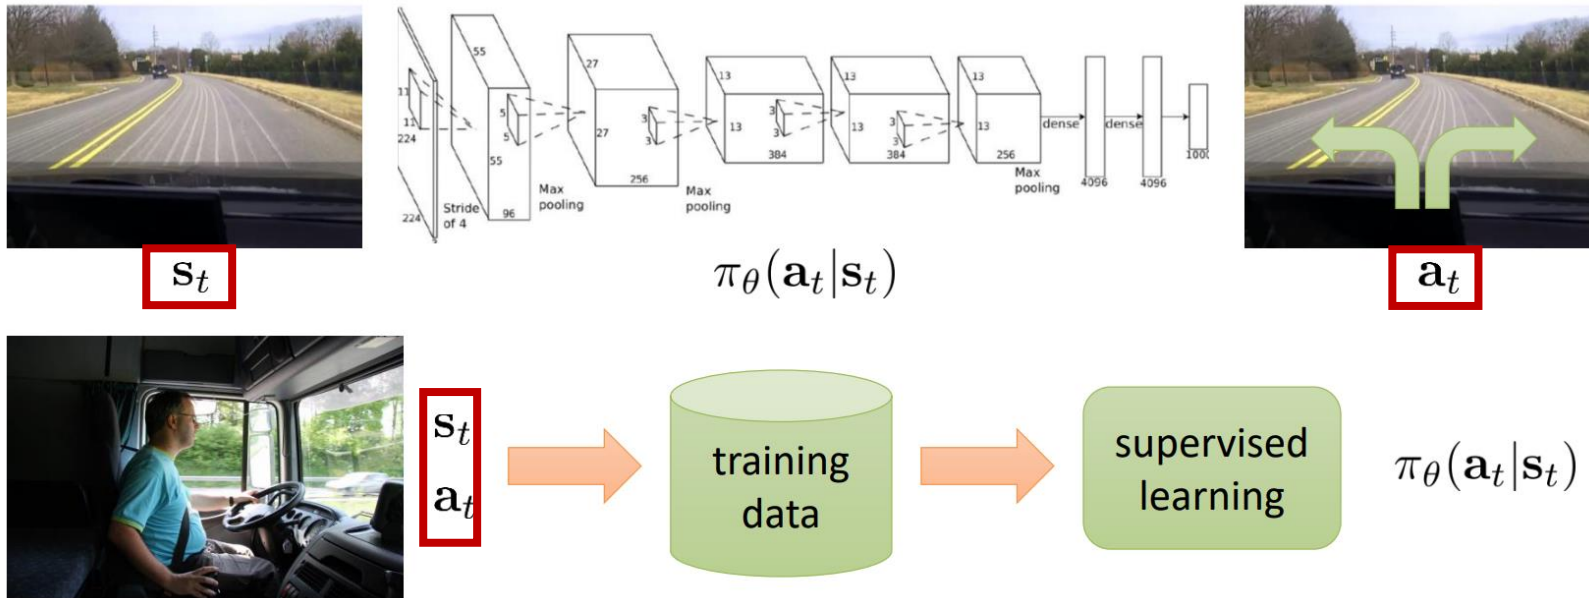 55
27
13
13
13
11
5
3
3
3
11
5
27
3
13
3
13
3
13
dense
dense
224
55
384
384
256
1000
Max
pooling
256
Max
pooling
Max
pooling
4096
4096
224
Stride
of 4
96
s_t
π_θ(a_t|s_t)
a_t
s_t
a_t
training
data
supervised
learning
π_θ(a_t|s_t)